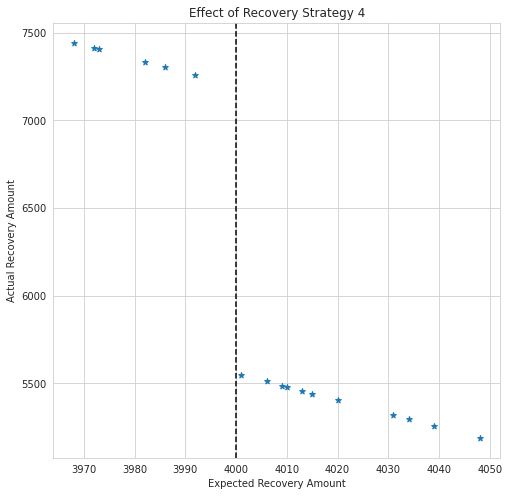 Effect of Recovery Strategy 4
7500
7000
6500
6000
5500
Actual Recovery Amount
3970 3980 3990 4000 4010 4020 4030 4040 4050
Expected Recovery Amount